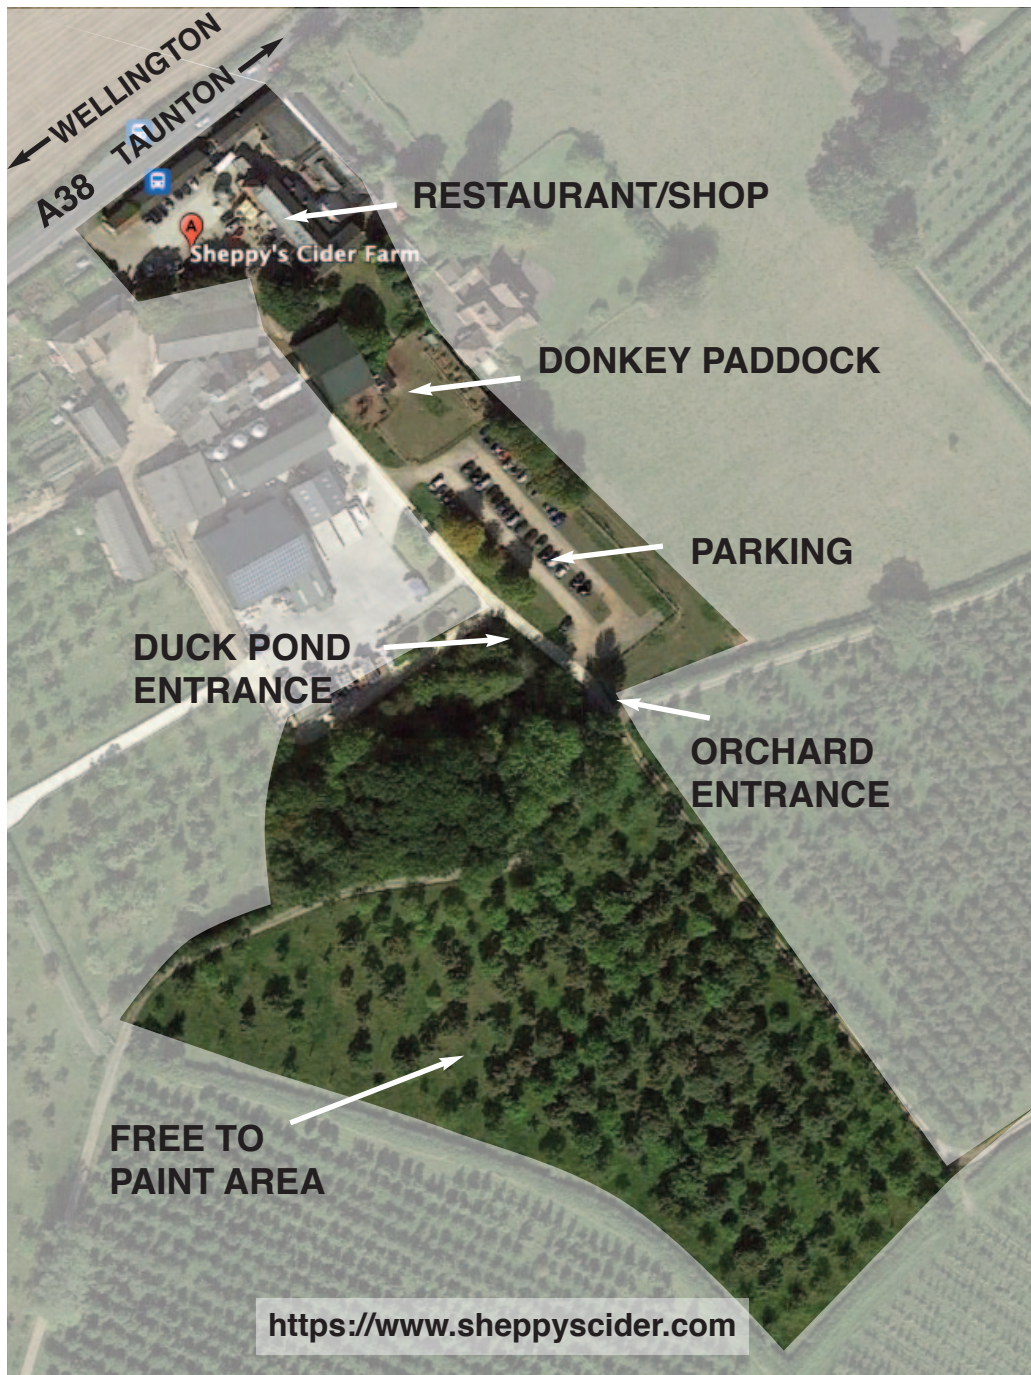 WELLINGTON
TAUNTON
A38
RESTAURANT/SHOP
A
Sheppy's Cider Farm
DONKEY PADDOCK
PARKING
DUCK POND
ENTRANCE
ORCHARD
ENTRANCE
FREE TO
PAINT AREA
https://www.sheppyscider.com